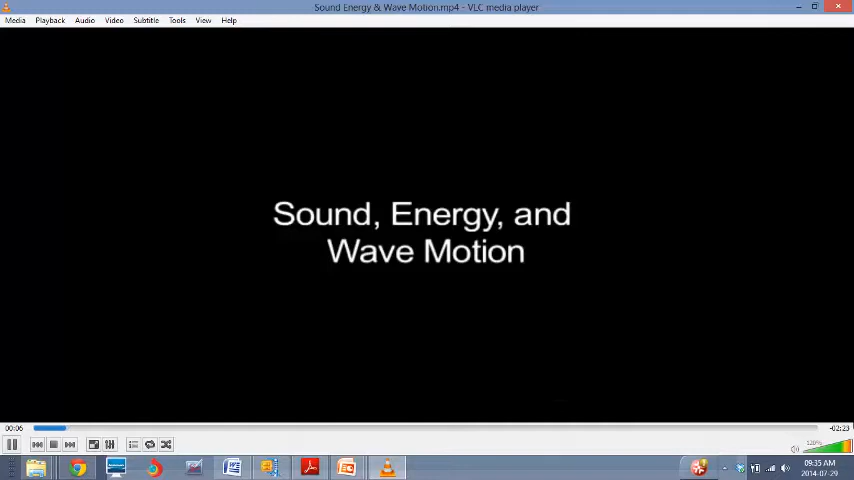 Sound Energy & Wave Motion.mp4 - VLC media player
Media Playback Audio Video Subtitle Tools View Help
Sound, Energy, and
Wave Motion
00:06
-02:23
120%
09:35 AM
2014-07-29